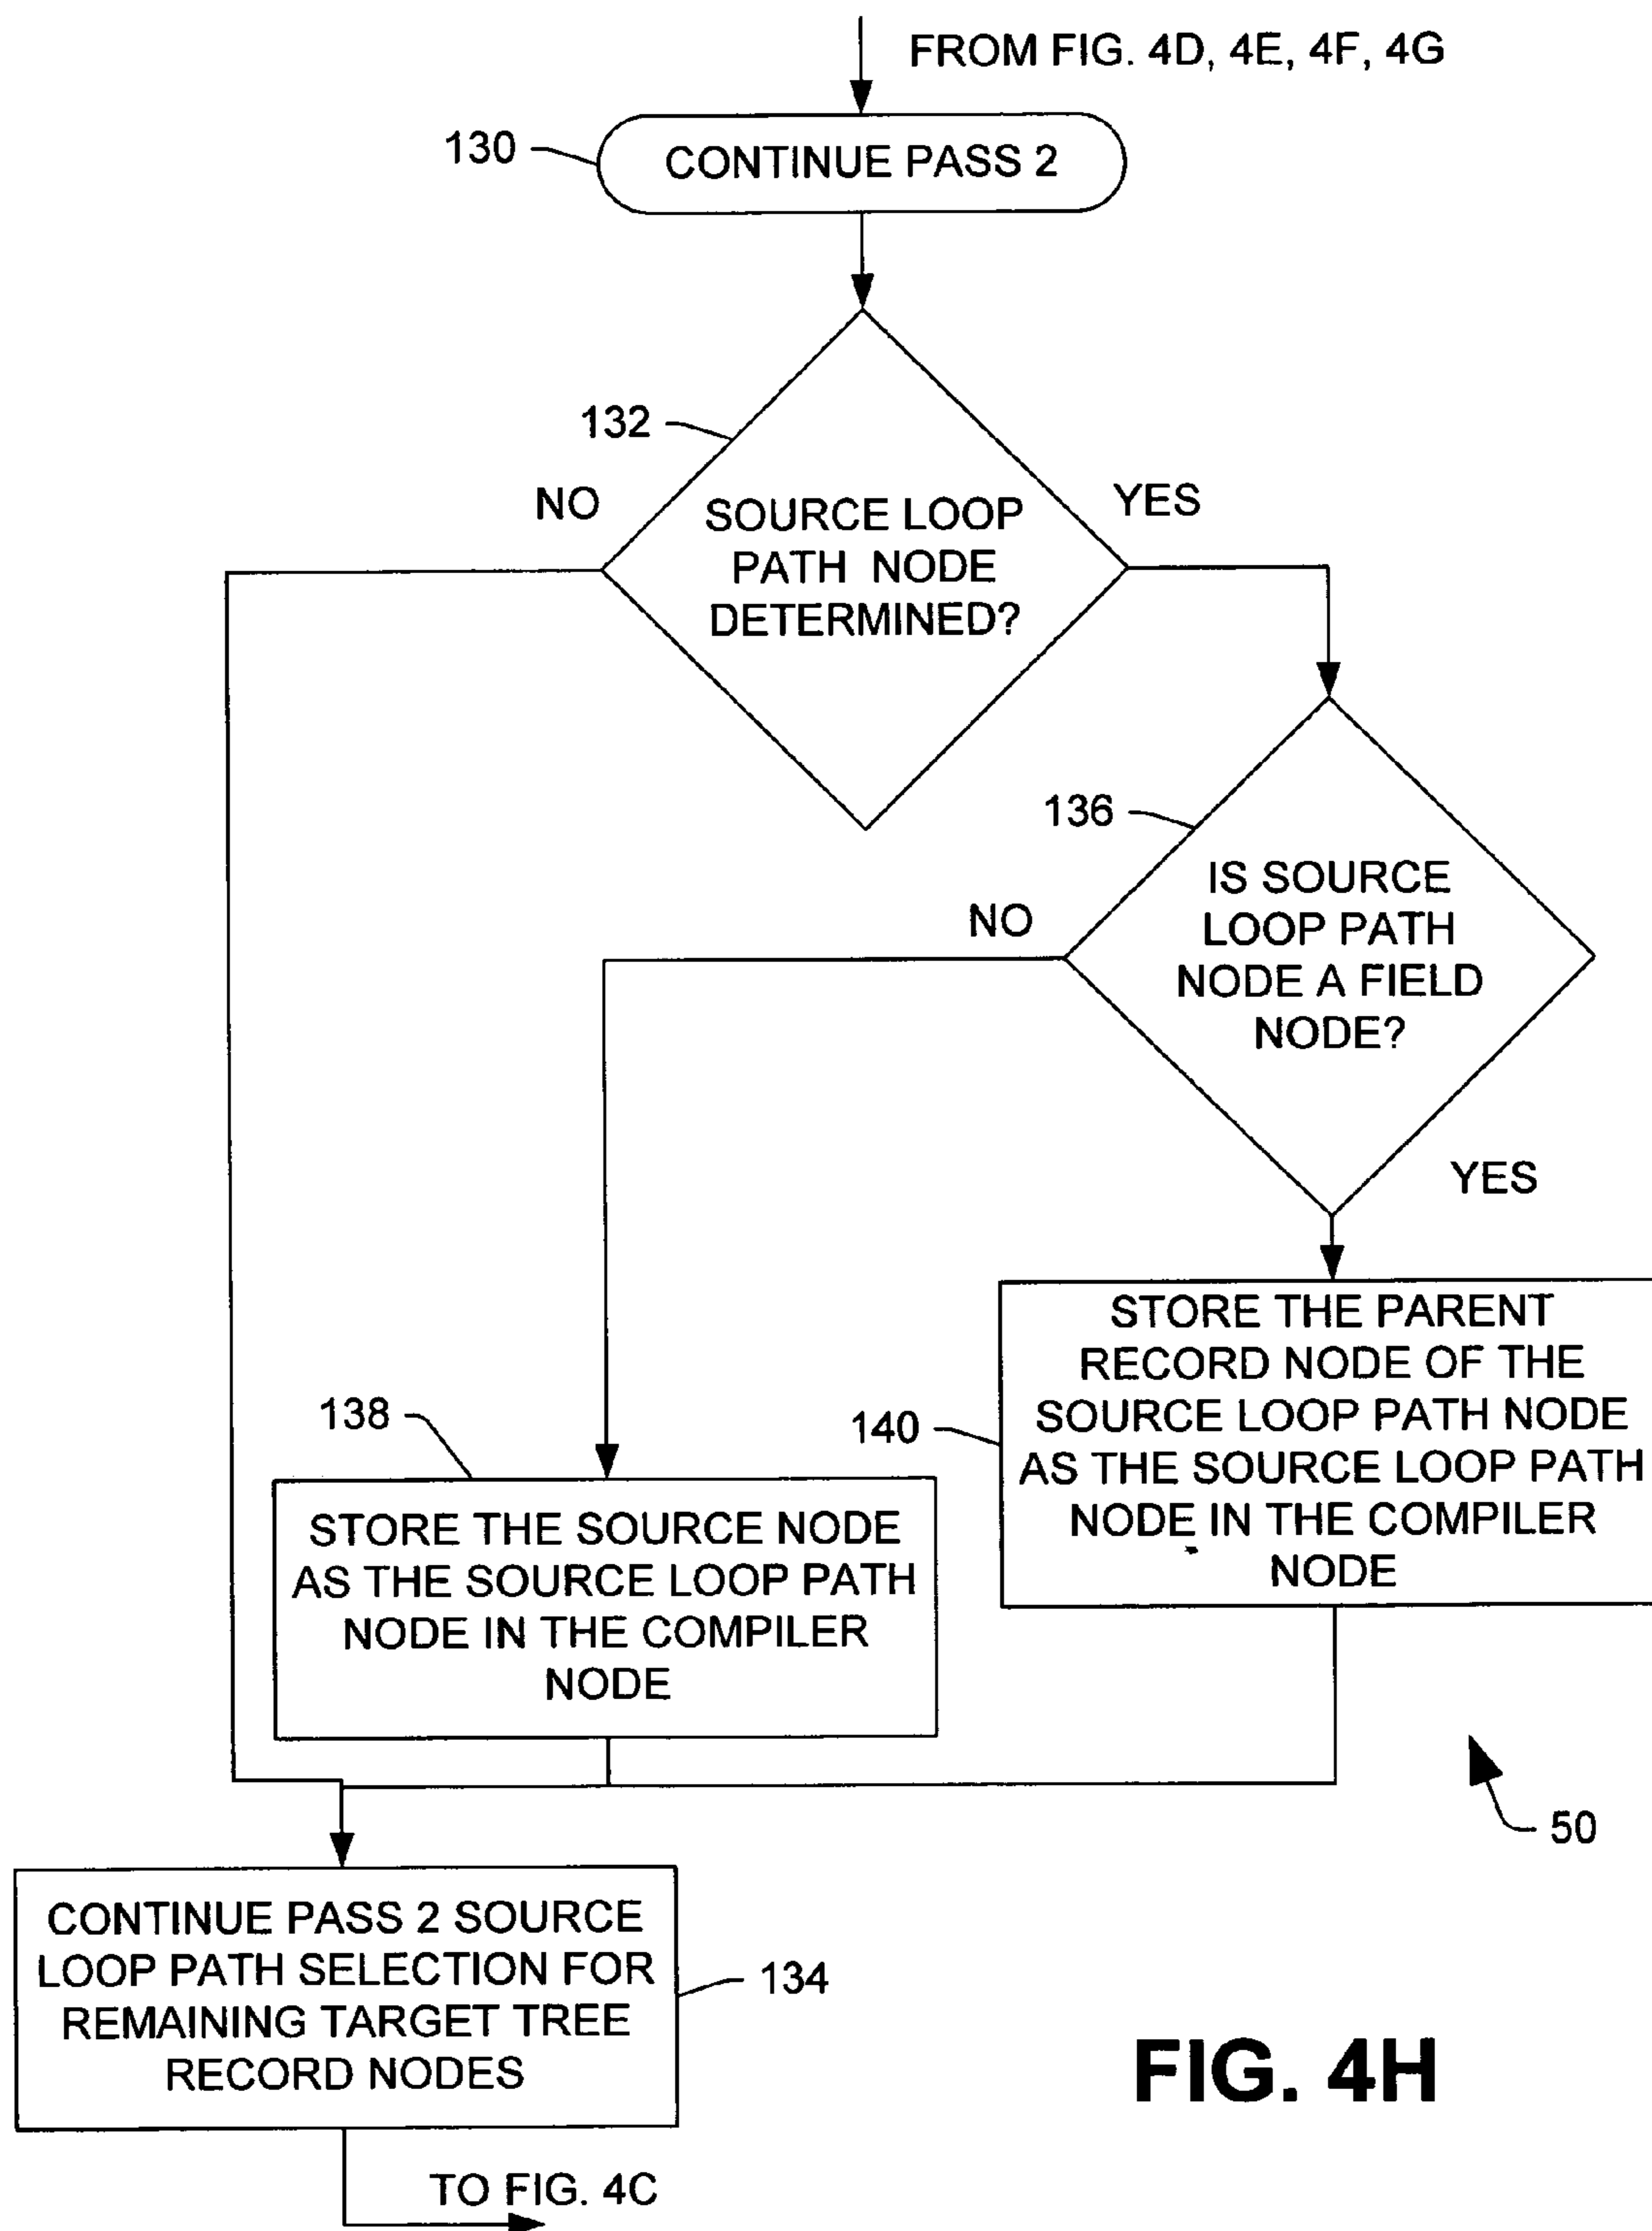 FROM FIG. 4D, 4E, 4F, 4G
130
CONTINUE PASS 2
132
NO
YES
SOURCE LOOP
PATH NODE
DETERMINED?
136
NO
IS SOURCE
LOOP PATH
NODE A FIELD
NODE?
YES
138
STORE THE SOURCE NODE
AS THE SOURCE LOOP PATH
NODE IN THE COMPILER
NODE
140
STORE THE PARENT
RECORD NODE OF THE
SOURCE LOOP PATH NODE
AS THE SOURCE LOOP PATH
NODE IN THE COMPILER
NODE
50
CONTINUE PASS 2 SOURCE
LOOP PATH SELECTION FOR
REMAINING TARGET TREE
RECORD NODES
134
FIG. 4H
TO FIG. 4C